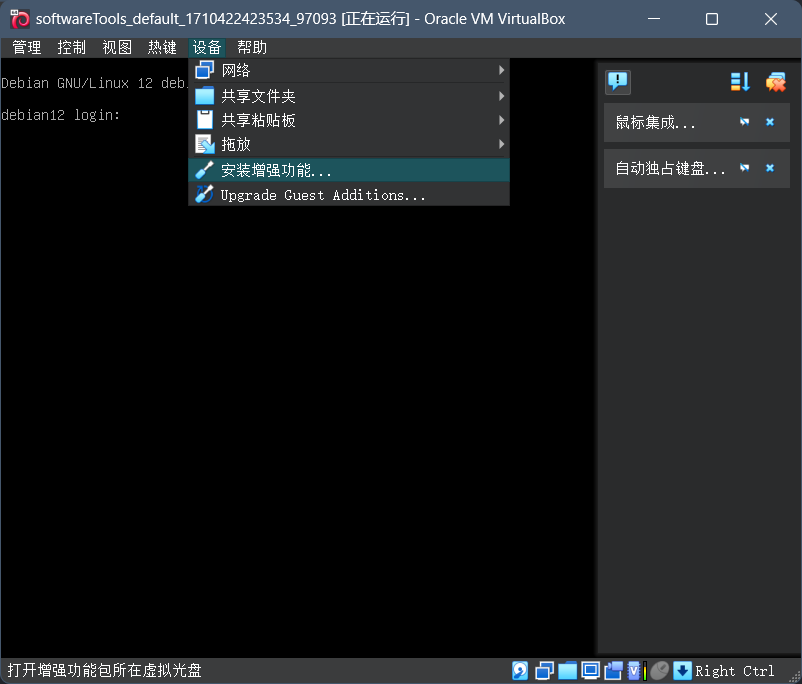 softwareTools_default_1710422423534_97093 [正在运行] - Oracle VM VirtualBox
管理 控制 视图 热键 设备 帮助
Debian GNU/Linux 12 deb
debian12 login:
网络
共享文件夹
共享粘贴板
拖放
安装增强功能...
Upgrade Guest Additions...
鼠标集成...
自动独占键盘...
打开增强功能包所在虚拟光盘
Right Ctrl